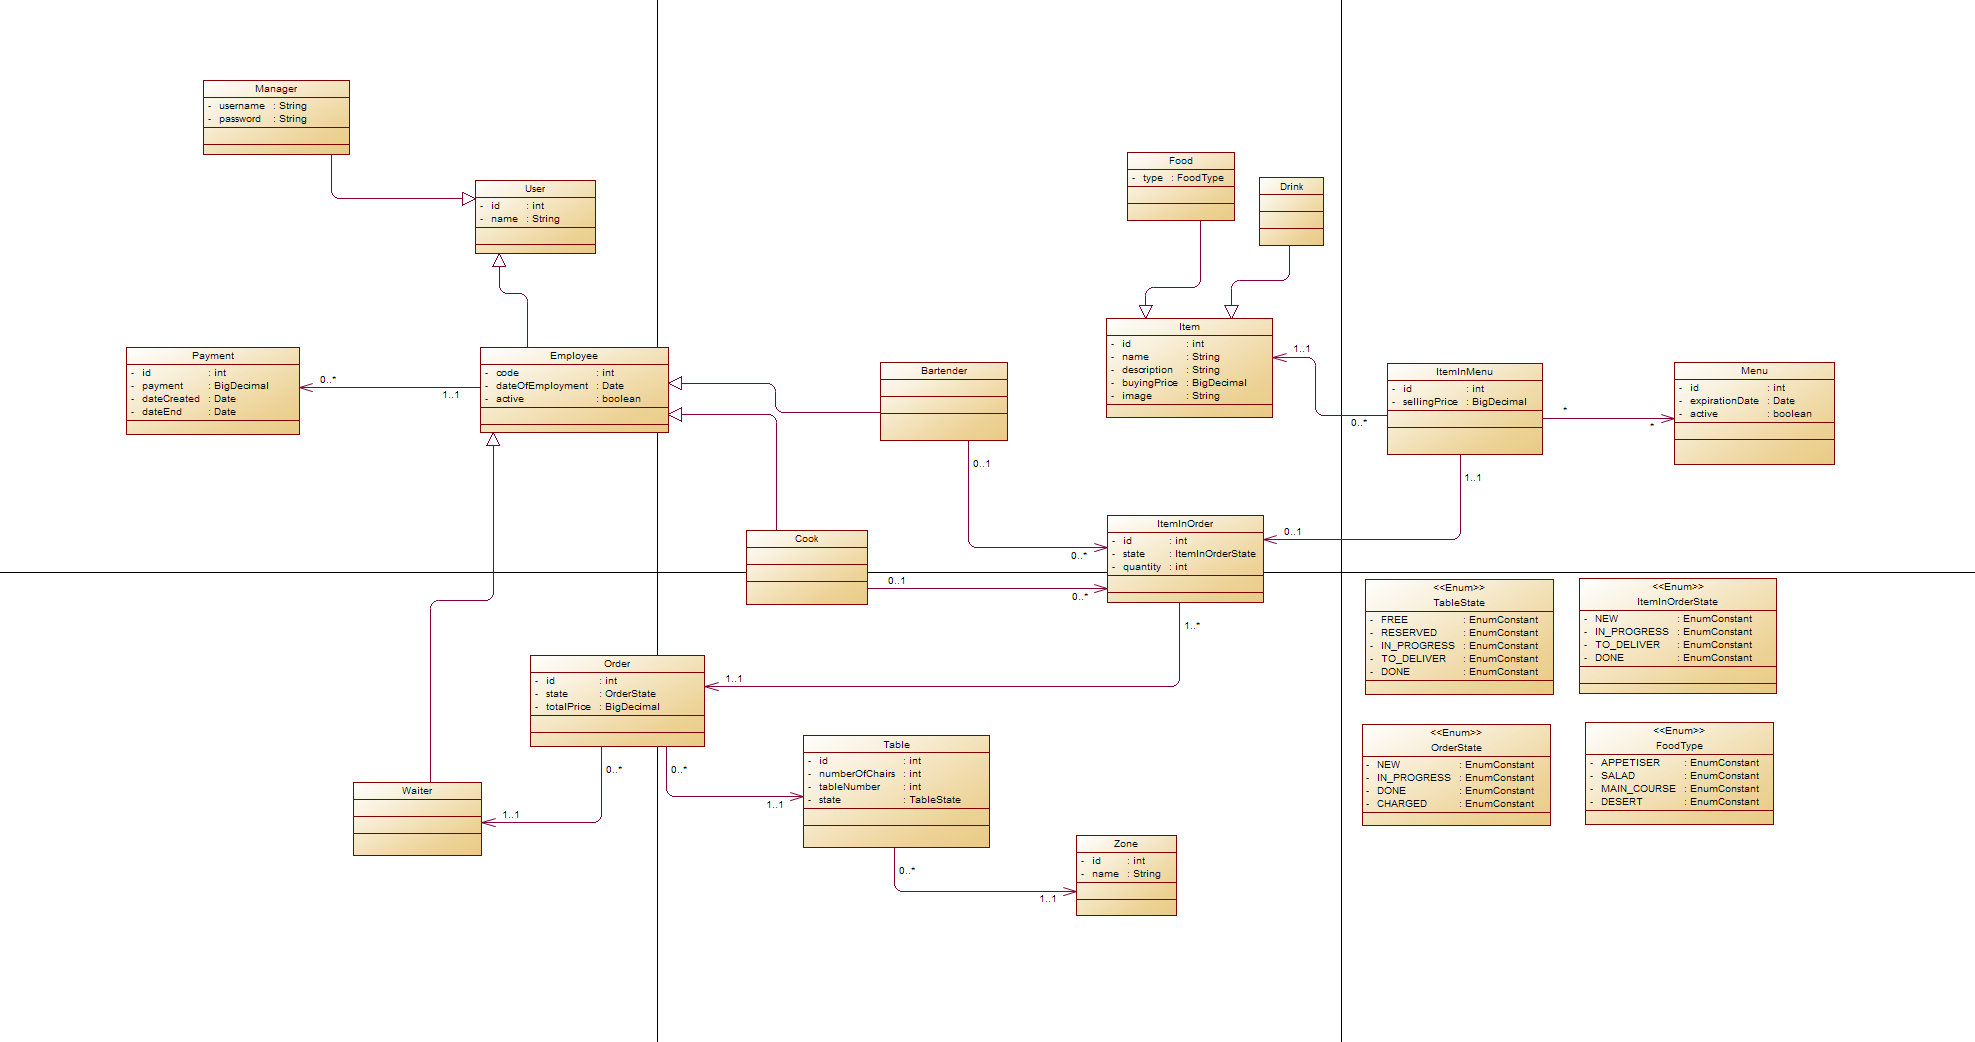 Manager
- username : String
- password : String
User
- id : int
- name : String
Food
- type : FoodType
Drink
Payment
- id : int
- payment : BigDecimal
- dateCreated : Date
- dateEnd : Date
0..*
1..1
Employee
- code : int
- dateOfEmployment : Date
- active : boolean
Bartender
0..1
0..*
Item
- id : int
- name : String
- description : String
- buyingPrice : BigDecimal
- image : String
1..1
0..*
ItemInMenu
- id : int
- sellingPrice : BigDecimal
*
*
1..1
0..1
Menu
- id : int
- expirationDate : Date
- active : boolean
Cook
0..1
0..*
ItemInOrder
- id : int
- state : ItemInOrderState
- quantity : int
1..*
1..1
<<Enum>>
TableState
- FREE : EnumConstant
- RESERVED : EnumConstant
- IN_PROGRESS : EnumConstant
- TO_DELIVER : EnumConstant
- DONE : EnumConstant
<<Enum>>
ItemInOrderState
- NEW : EnumConstant
- IN_PROGRESS : EnumConstant
- TO_DELIVER : EnumConstant
- DONE : EnumConstant
Order
- id : int
- state : OrderState
- totalPrice : BigDecimal
0..*
1..1
0..*
1..1
Waiter
Table
- id : int
- numberOfChairs : int
- tableNumber : int
- state : TableState
0..*
1..1
Zone
- id : int
- name : String
<<Enum>>
OrderState
- NEW : EnumConstant
- IN_PROGRESS : EnumConstant
- DONE : EnumConstant
- CHARGED : EnumConstant
<<Enum>>
FoodType
- APPETISER : EnumConstant
- SALAD : EnumConstant
- MAIN_COURSE : EnumConstant
- DESERT : EnumConstant